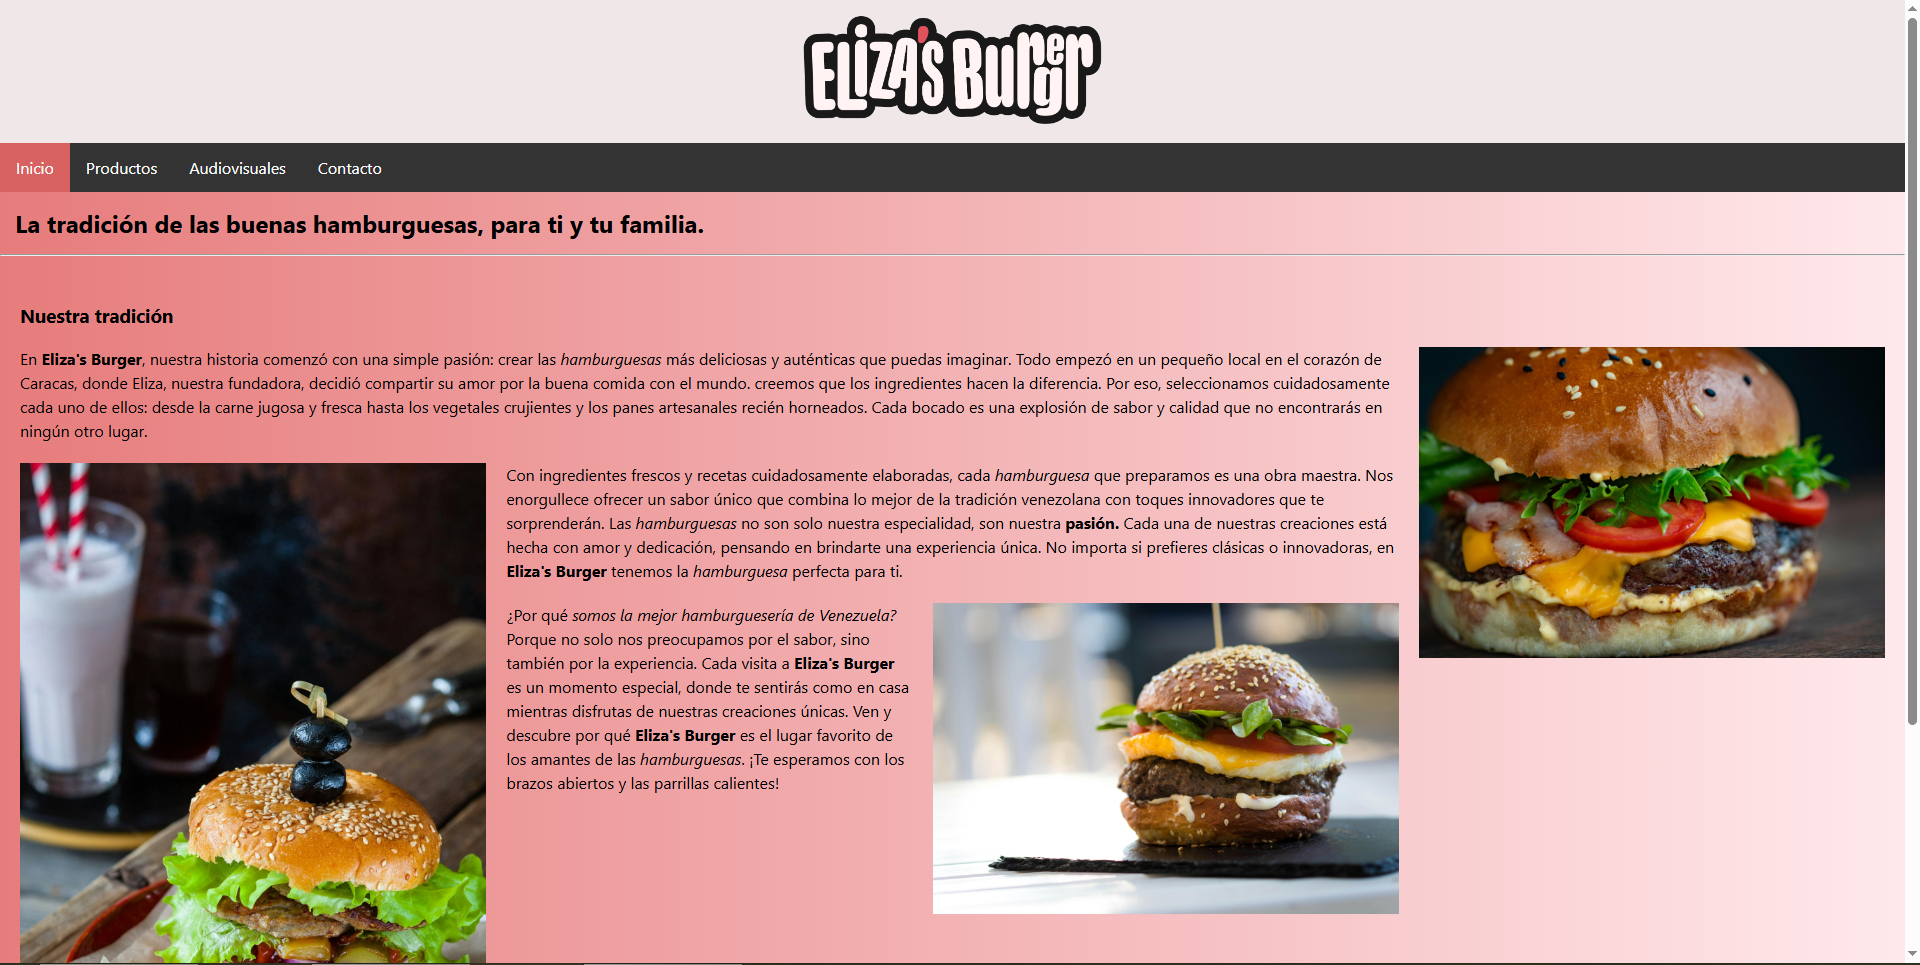 Eliza's Burger
Inicio Productos Audiovisuales Contacto
La tradición de las buenas hamburguesas, para ti y tu familia.
Nuestra tradición
En Eliza's Burger, nuestra historia comenzó con una simple pasión: crear las hamburguesas más deliciosas y auténticas que puedas imaginar. Todo empezó en un pequeño local en el corazón de
Caracas, donde Eliza, nuestra fundadora, decidió compartir su amor por la buena comida con el mundo. creemos que los ingredientes hacen la diferencia. Por eso, seleccionamos cuidadosamente
cada uno de ellos: desde la carne jugosa y fresca hasta los vegetales crujientes y los panes artesanales recién horneados. Cada bocado es una explosión de sabor y calidad que no encontrarás en
ningún otro lugar.
Con ingredientes frescos y recetas cuidadosamente elaboradas, cada hamburguesa que preparamos es una obra maestra. Nos
enorgullece ofrecer un sabor único que combina lo mejor de la tradición venezolana con toques innovadores que te
sorprenderán. Las hamburguesas no son solo nuestra especialidad, son nuestra pasión. Cada una de nuestras creaciones está
hecha con amor y dedicación, pensando en brindarte una experiencia única. No importa si prefieres clásicas o innovadoras, en
Eliza's Burger tenemos la hamburguesa perfecta para ti.
¿Por qué somos la mejor hamburguesería de Venezuela?
Porque no solo nos preocupamos por el sabor, sino
también por la experiencia. Cada visita a Eliza's Burger
es un momento especial, donde te sentirás como en casa
mientras disfrutas de nuestras creaciones únicas. Ven y
descubre por qué Eliza's Burger es el lugar favorito de
los amantes de las hamburguesas. ¡Te esperamos con los
brazos abiertos y las parrillas calientes!